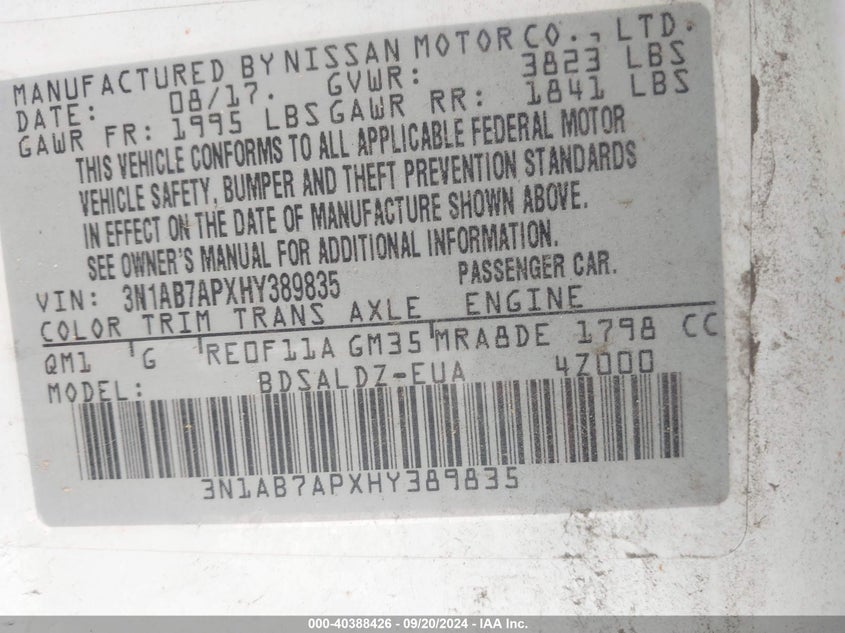 MANUFACTURED BY NISSAN MOTOR CO., LTD.
DATE: 08/17. GVWR: 3823 LBS
GAWR FR: 1995 LBS GAWR RR: 1841 LBS
THIS VEHICLE CONFORMS TO ALL APPLICABLE FEDERAL MOTOR
VEHICLE SAFETY, BUMPER AND THEFT PREVENTION STANDARDS
IN EFFECT ON THE DATE OF MANUFACTURE SHOWN ABOVE.
SEE OWNER'S MANUAL FOR ADDITIONAL INFORMATION.
VIN: 3N1AB7APXHY389835 PASSENGER CAR.
COLOR TRIM TRANS AXLE ENGINE
QM1 G RE0F11A GM35 MRA8DE 1798 CC
MODEL: BDSALDZ-EUA 4Z000
3N1AB7APXHY389835
000-40388426 - 09/20/2024 - IAA Inc.